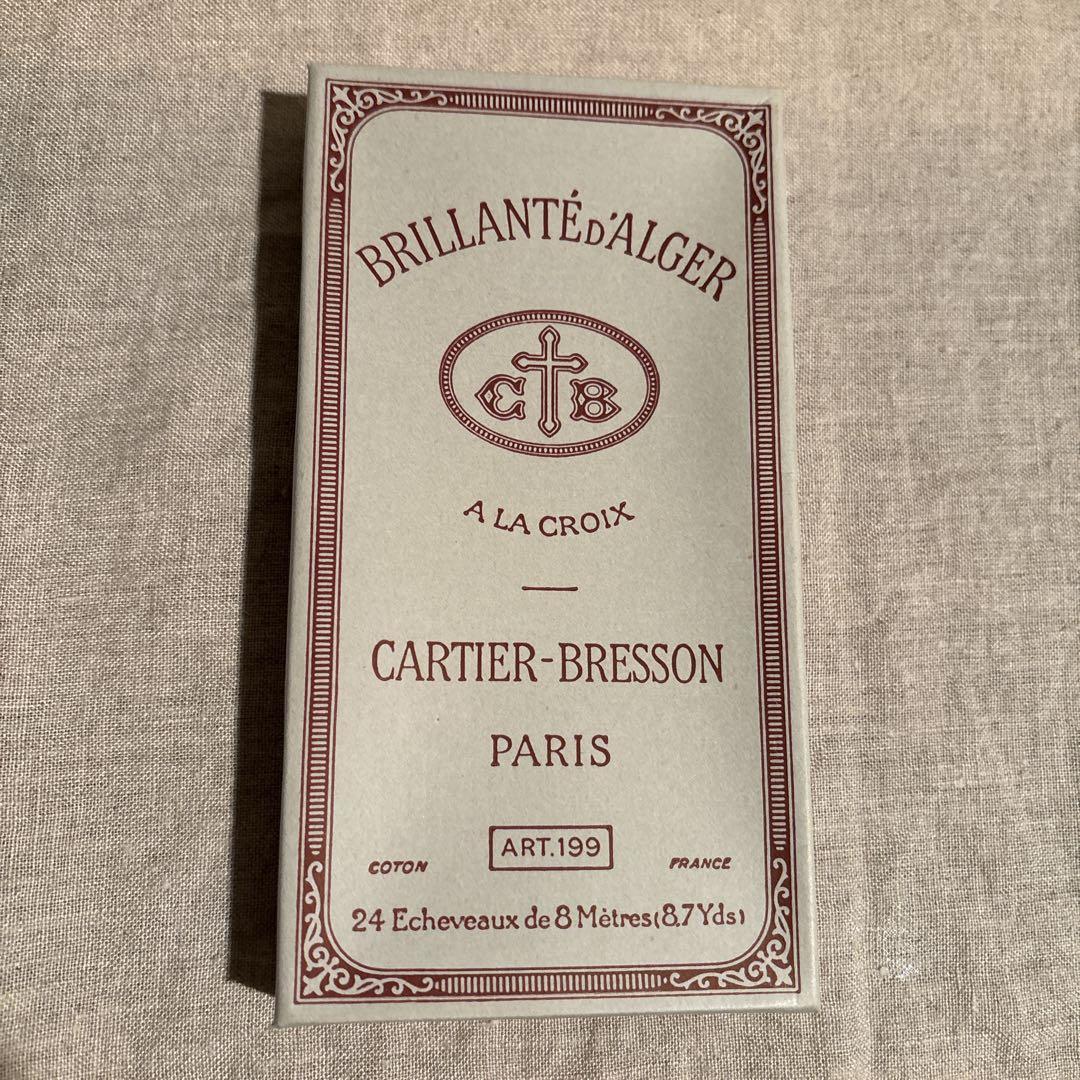 BRILLANTÉ D'ALGER
C B
A LA CROIX
CARTIER-BRESSON
PARIS
ART.199
COTON FRANCE
24 Echeveaux de 8 Mètres (8.7 Yds)